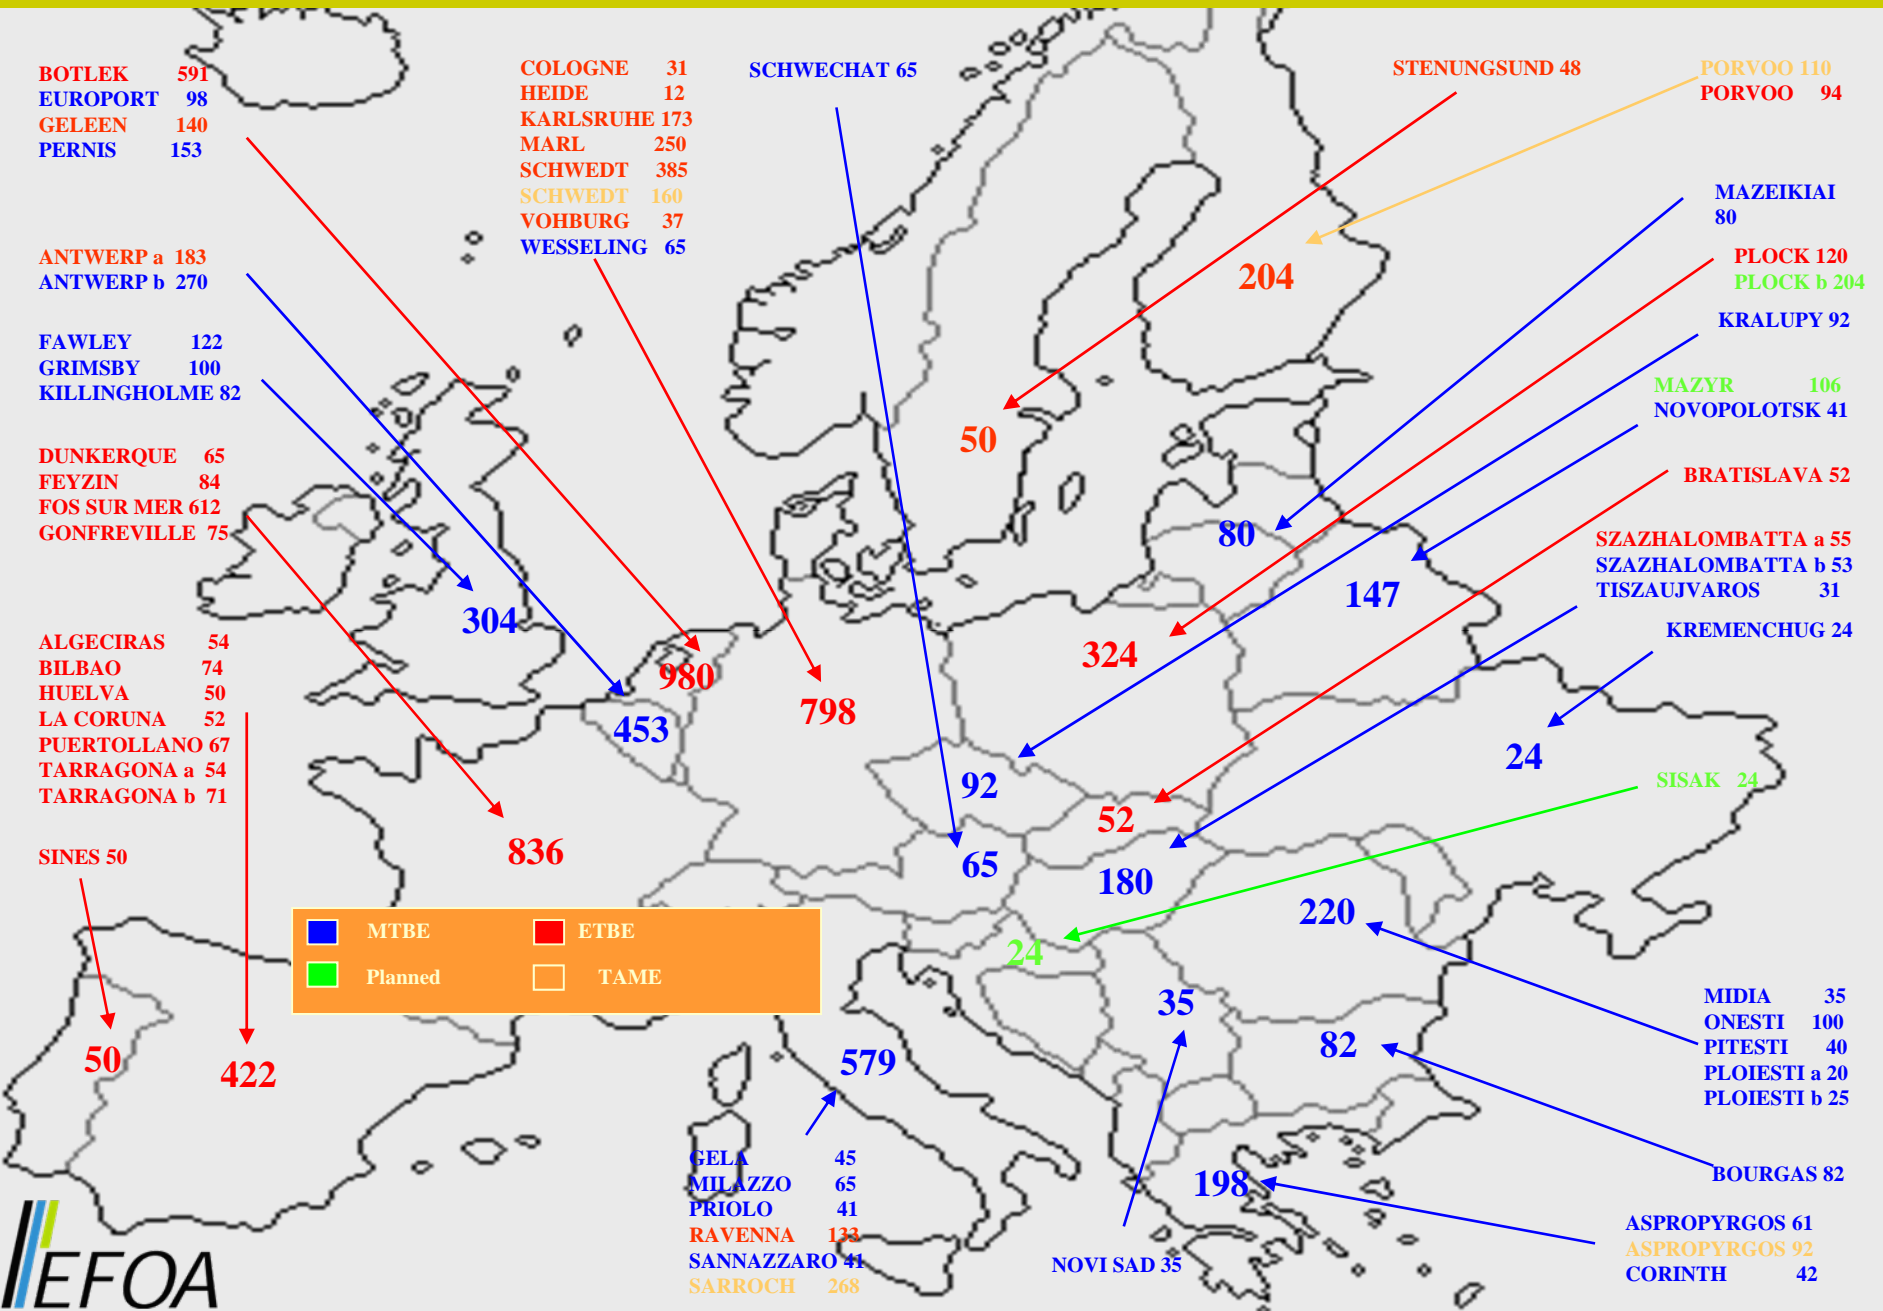 BOTLEK 591
EUROPORT 98
GELEEN 140
PERNIS 153
COLOGNE 31
HEIDE 12
KARLSRUHE 173
MARL 250
SCHWEDT 385
SCHWEDT 160
VOHBURG 37
WESSELING 65
SCHWECHAT 65
STENUNGSUND 48
PORVOO 110
PORVOO 94
MAZEIKIAI
80
ANTWERP a 183
ANTWERP b 270
PLOCK 120
PLOCK b 204
FAWLEY 122
GRIMSBY 100
KILLINGHOLME 82
KRALUPY 92
MAZYR 106
NOVOPOLOTSK 41
DUNKERQUE 65
FEYZIN 84
FOS SUR MER 612
GONFREVILLE 75
BRATISLAVA 52
SZAZHALOMBATTA a 55
SZAZHALOMBATTA b 53
TISZAUJVAROS 31
KREMENCHUG 24
ALGECIRAS 54
BILBAO 74
HUELVA 50
LA CORUNA 52
PUERTOLLANO 67
TARRAGONA a 54
TARRAGONA b 71
SISAK 24
SINES 50
204
50
80
147
304
324
980
798
453
24
92
52
836
65
180
220
24
35
82
50
422
579
198
MTBE
ETBE
Planned
TAME
MIDIA 35
ONESTI 100
PITESTI 40
PLOIESTI a 20
PLOIESTI b 25
BOURGAS 82
GELA 45
MILAZZO 65
PRIOLO 41
RAVENNA 133
SANNAZZARO 41
SARROCH 268
NOVI SAD 35
ASPROPYRGOS 61
ASPROPYRGOS 92
CORINTH 42
EFOA